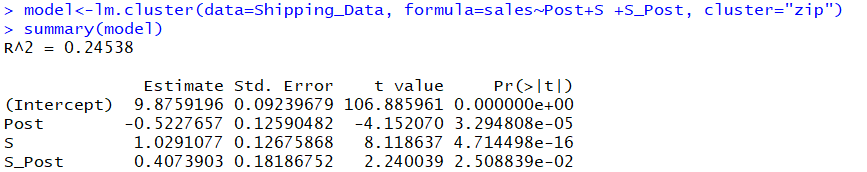 > model<-lm.cluster(data=Shipping_Data, formula=sales~Post+S +S_Post, cluster="zip")
> summary(model)
R^2 = 0.24538
Estimate Std. Error t value Pr(>|t|)
(Intercept) 9.8759196 0.09239679 106.885961 0.000000e+00
Post -0.5227657 0.12590482 -4.152070 3.294808e-05
S 1.0291077 0.12675868 8.118637 4.714498e-16
S_Post 0.4073903 0.18186752 2.240039 2.508839e-02